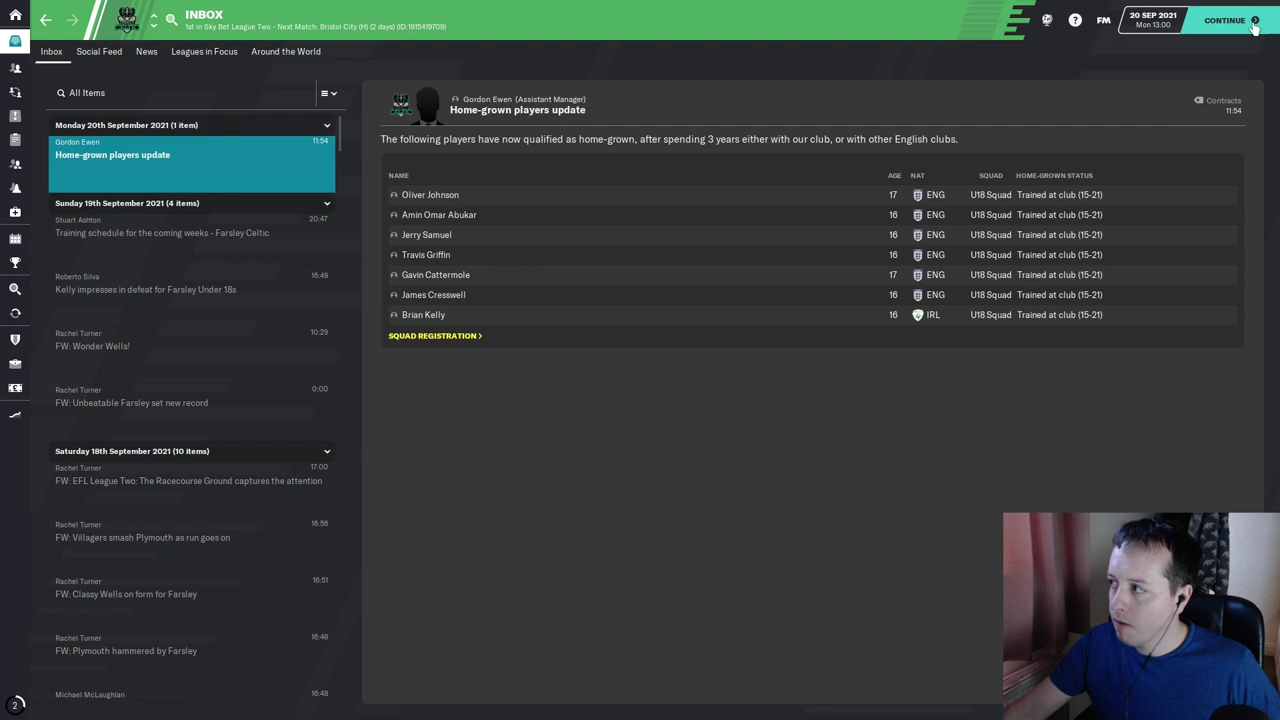 INBOX
1st in Sky Bet League Two - Next Match: Bristol City (H) (2 days) (ID:1915419709)
FM
20 SEP 2021
Mon 13:00
CONTINUE
Inbox
Social Feed
News
Leagues in Focus
Around the World
All Items
Monday 20th September 2021 (1 item)
Gordon Ewen
11:54
Home-grown players update
Sunday 19th September 2021 (4 items)
Stuart Ashton
20:47
Training schedule for the coming weeks - Farsley Celtic
Roberto Silva
16:49
Kelly impresses in defeat for Farsley Under 18s
Rachel Turner
10:29
FW: Wonder Wells!
Rachel Turner
0:00
FW: Unbeatable Farsley set new record
Saturday 18th September 2021 (10 items)
Rachel Turner
17:00
FW: EFL League Two: The Racecourse Ground captures the attention
Rachel Turner
16:56
FW: Villagers smash Plymouth as run goes on
Rachel Turner
16:51
FW: Classy Wells on form for Farsley
Rachel Turner
16:48
FW: Plymouth hammered by Farsley
Michael McLaughlan
16:48
2
Gordon Ewen (Assistant Manager)
Home-grown players update
Contracts
11:54
The following players have now qualified as home-grown, after spending 3 years either with our club, or with other English clubs.
NAME AGE NAT SQUAD HOME-GROWN STATUS
Oliver Johnson 17 ENG U18 Squad Trained at club (15-21)
Amin Omar Abukar 16 ENG U18 Squad Trained at club (15-21)
Jerry Samuel 16 ENG U18 Squad Trained at club (15-21)
Travis Griffin 16 ENG U18 Squad Trained at club (15-21)
Gavin Cattermole 17 ENG U18 Squad Trained at club (15-21)
James Cresswell 16 ENG U18 Squad Trained at club (15-21)
Brian Kelly 16 IRL U18 Squad Trained at club (15-21)
SQUAD REGISTRATION >